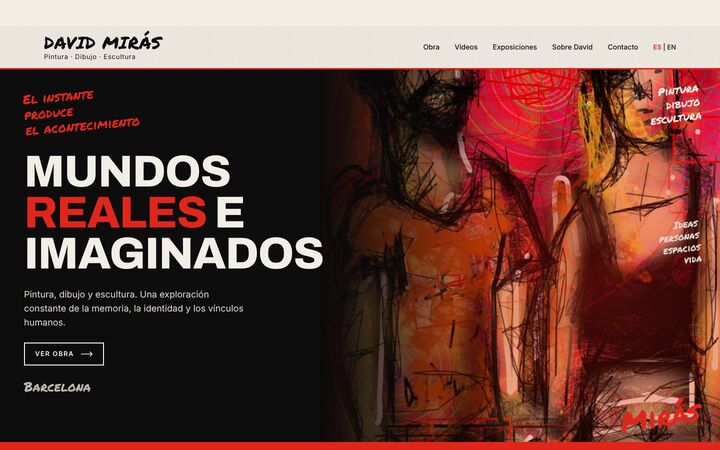 DAVID MIRÁS
Pintura · Dibujo · Escultura
Obra Vídeos Exposiciones Sobre David Contacto ES | EN
El instante
produce
el acontecimiento
MUNDOS
REALES E
IMAGINADOS
Pintura, dibujo y escultura. Una exploración
constante de la memoria, la identidad y los vínculos
humanos.
VER OBRA →
Barcelona
Pintura
dibujo
escultura
Ideas
personas
espacios
vida
MIRÁS